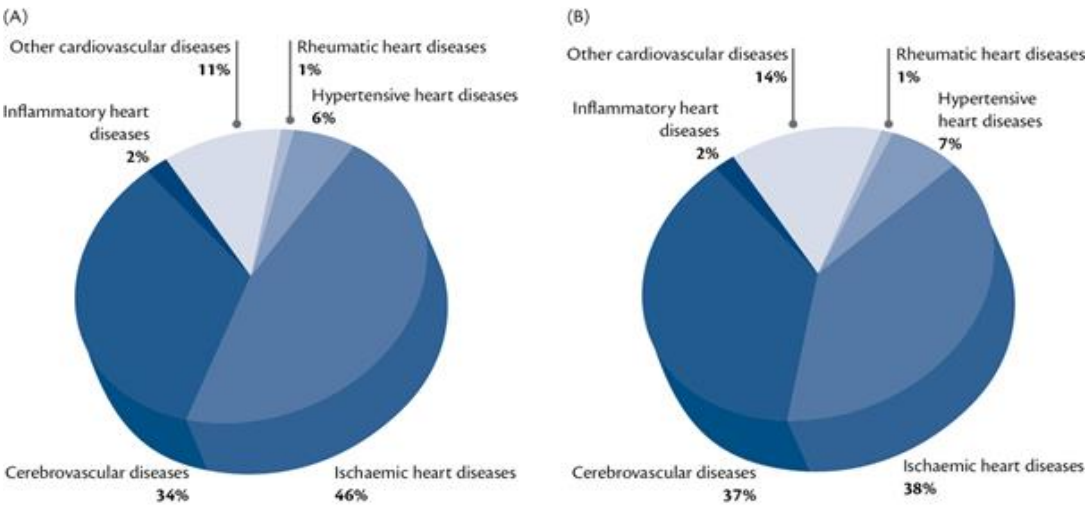 (A)
Other cardiovascular diseases
11%
Rheumatic heart diseases
1%
Hypertensive heart diseases
6%
Inflammatory heart
diseases
2%
Cerebrovascular diseases
34%
Ischaemic heart diseases
46%
(B)
Other cardiovascular diseases
14%
Rheumatic heart diseases
1%
Hypertensive
heart diseases
7%
Inflammatory heart
diseases
2%
Cerebrovascular diseases
37%
Ischaemic heart diseases
38%